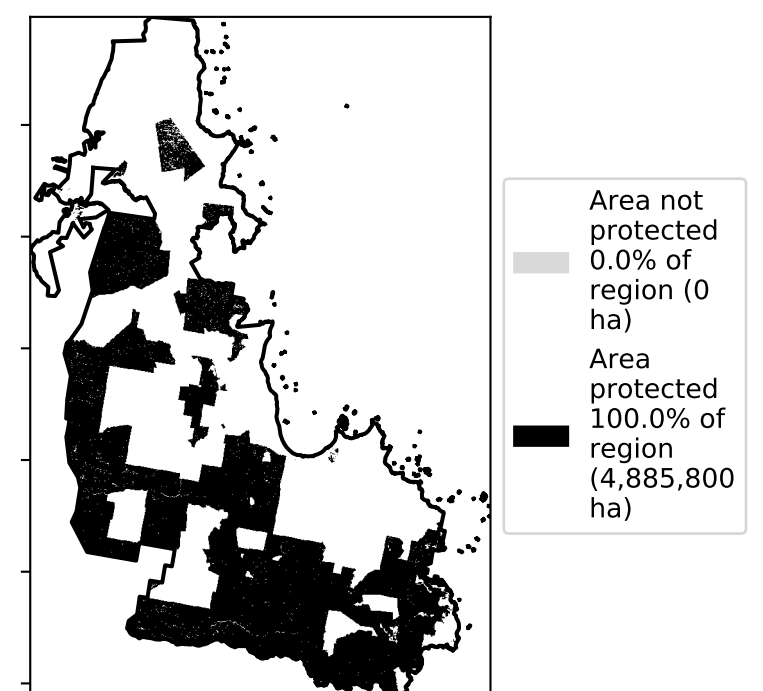 Area not
protected
0.0% of
region (0
ha)
Area
protected
100.0% of
region
(4,885,800
ha)